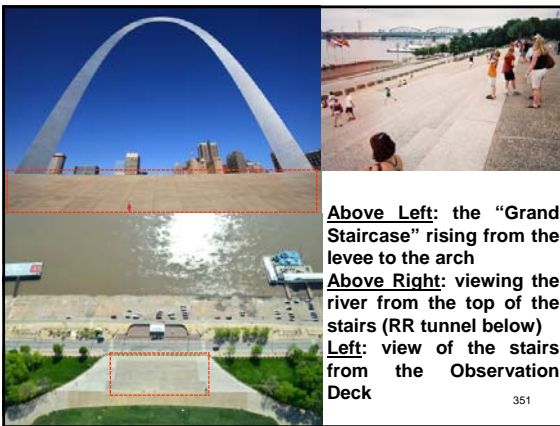 Above Left: the “Grand
Staircase” rising from the
levee to the arch
Above Right: viewing the
river from the top of the
stairs (RR tunnel below)
Left: view of the stairs
from the Observation
Deck
351